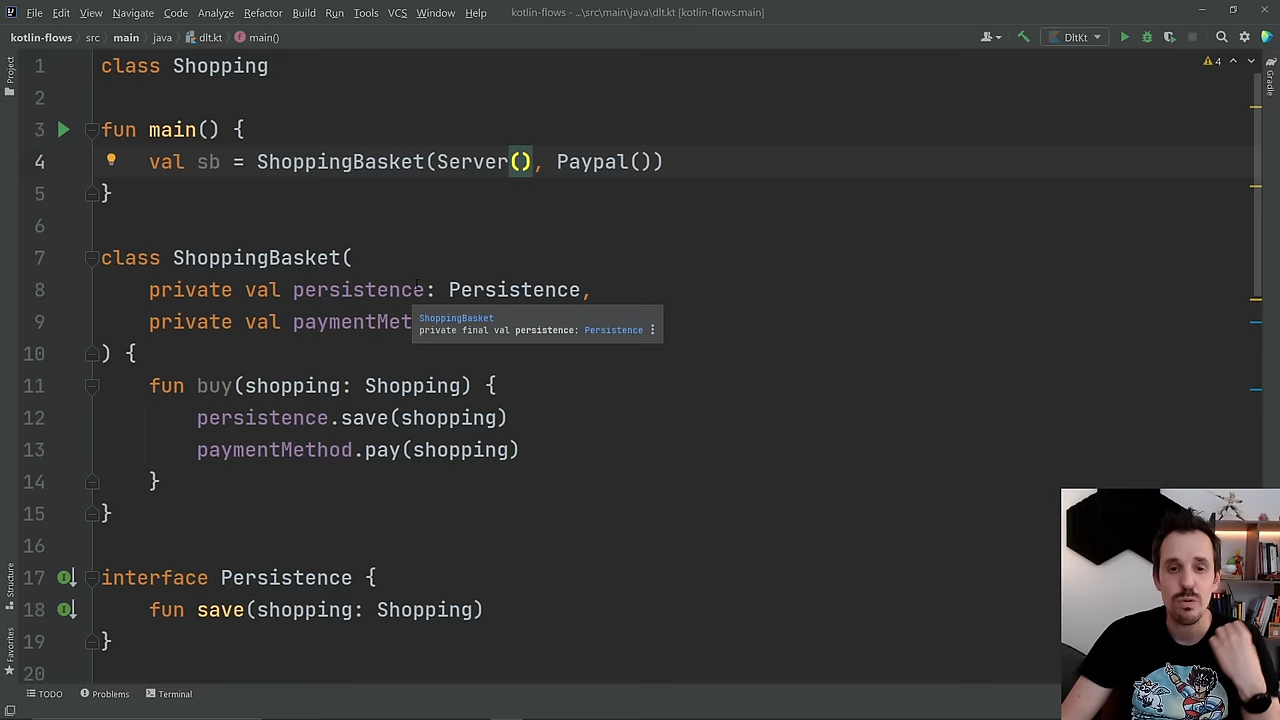 File Edit View Navigate Code Analyze Refactor Build Run Tools VCS Window Help kotlin-flows - ...\src\main\java\dlt.kt [kotlin-flows.main]
kotlin-flows src main java dlt.kt main() DltKt
Project
Gradle
Structure
Favorites
4
1 class Shopping
2
3 fun main() {
4 val sb = ShoppingBasket(Server(), Paypal())
5 }
6
7 class ShoppingBasket(
8 private val persistence: Persistence,
9 private val paymentMet
ShoppingBasket
private final val persistence: Persistence
10 ) {
11 fun buy(shopping: Shopping) {
12 persistence.save(shopping)
13 paymentMethod.pay(shopping)
14 }
15 }
16
17 interface Persistence {
18 fun save(shopping: Shopping)
19 }
20
TODO Problems Terminal